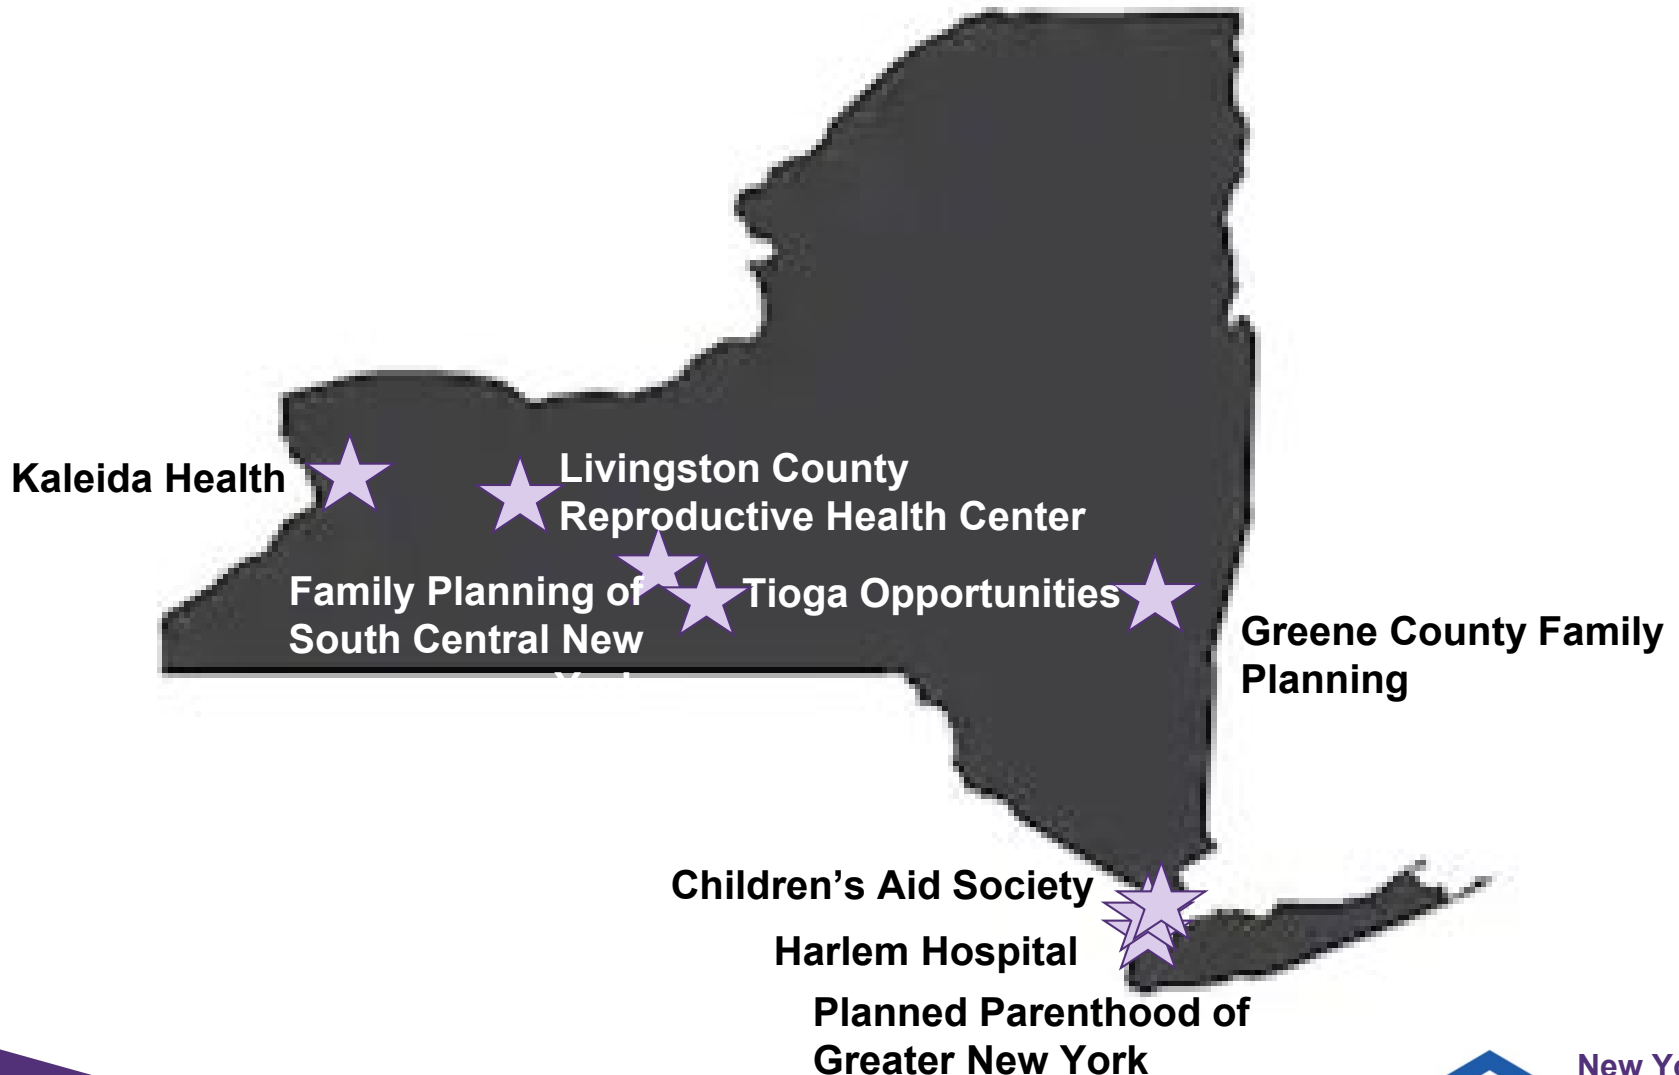 Kaleida Health
Livingston County
Reproductive Health Center
Family Planning of
South Central New
Tioga Opportunities
Greene County Family
Planning
Children’s Aid Society
Harlem Hospital
Planned Parenthood of
Greater New York
New